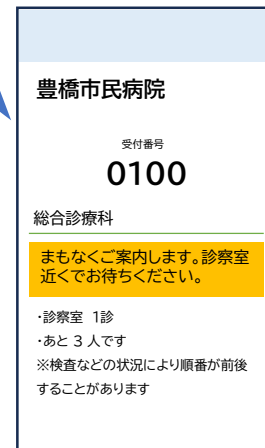 豊橋市民病院
受付番号
0100
総合診療科
まもなくご案内します。診察室
近くでお待ちください。
・診察室 1診
・あと 3 人です
※検査などの状況により順番が前後
することがあります